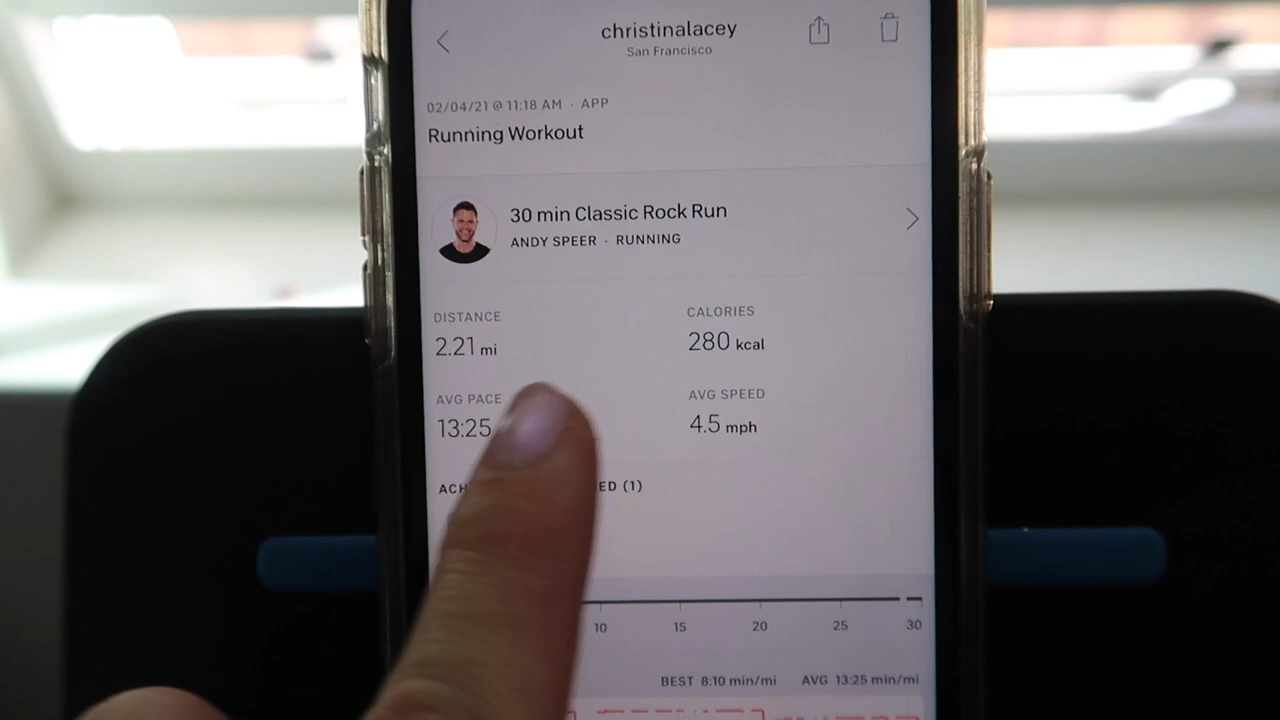 christinalacey
San Francisco
02/04/21 @ 11:18 AM · APP
Running Workout
30 min Classic Rock Run
ANDY SPEER · RUNNING
DISTANCE
CALORIES
2.21 mi
280 kcal
AVG PACE
AVG SPEED
13:25
4.5 mph
(1)
10 15 20 25 30
BEST 8:10 min/mi AVG 13:25 min/mi